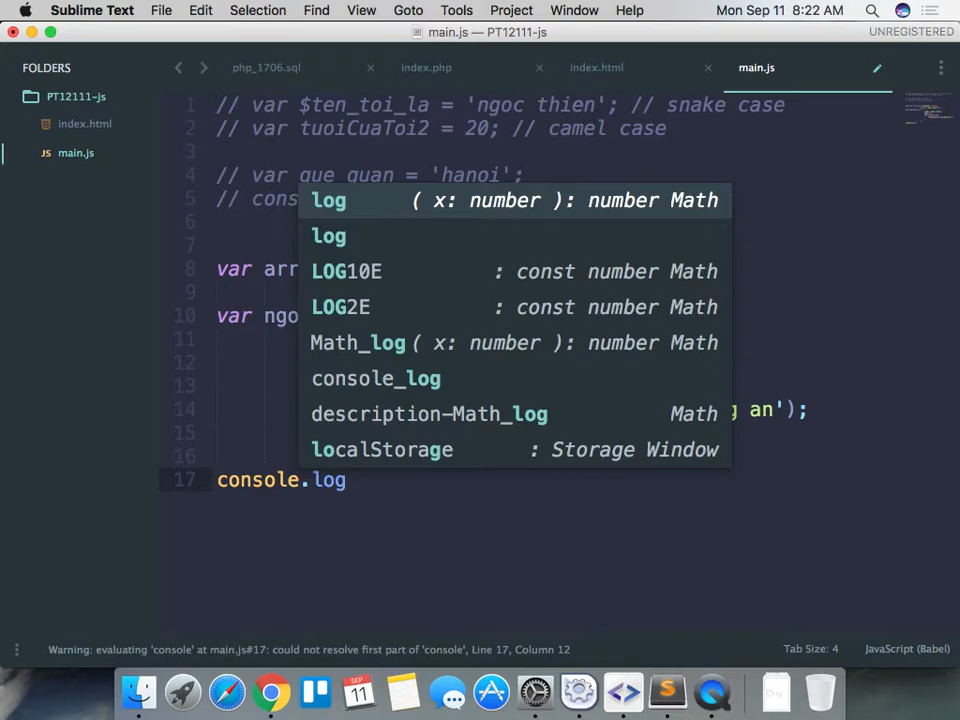 Sublime Text File Edit Selection Find View Goto Tools Project Window Help Mon Sep 11 8:22 AM
main.js — PT12111-js UNREGISTERED
FOLDERS
PT12111-js
index.html
JS main.js
php_1706.sql × index.php × index.html × main.js
1 // var $ten_toi_la = 'ngoc thien'; // snake case
2 // var tuoiCuaToi2 = 20; // camel case
3
4 // var que_quan = 'hanoi';
5 // cons
6
7
8 var arr
9
10 var ngo
11
12
13
14 g an');
15
16
17 console.log
log ( x: number ): number Math
log
LOG10E : const number Math
LOG2E : const number Math
Math_log ( x: number ): number Math
console_log
description-Math_log Math
localStorage : Storage Window
Warning: evaluating 'console' at main.js#17: could not resolve first part of 'console', Line 17, Column 12 Tab Size: 4 JavaScript (Babel)
SEP
11